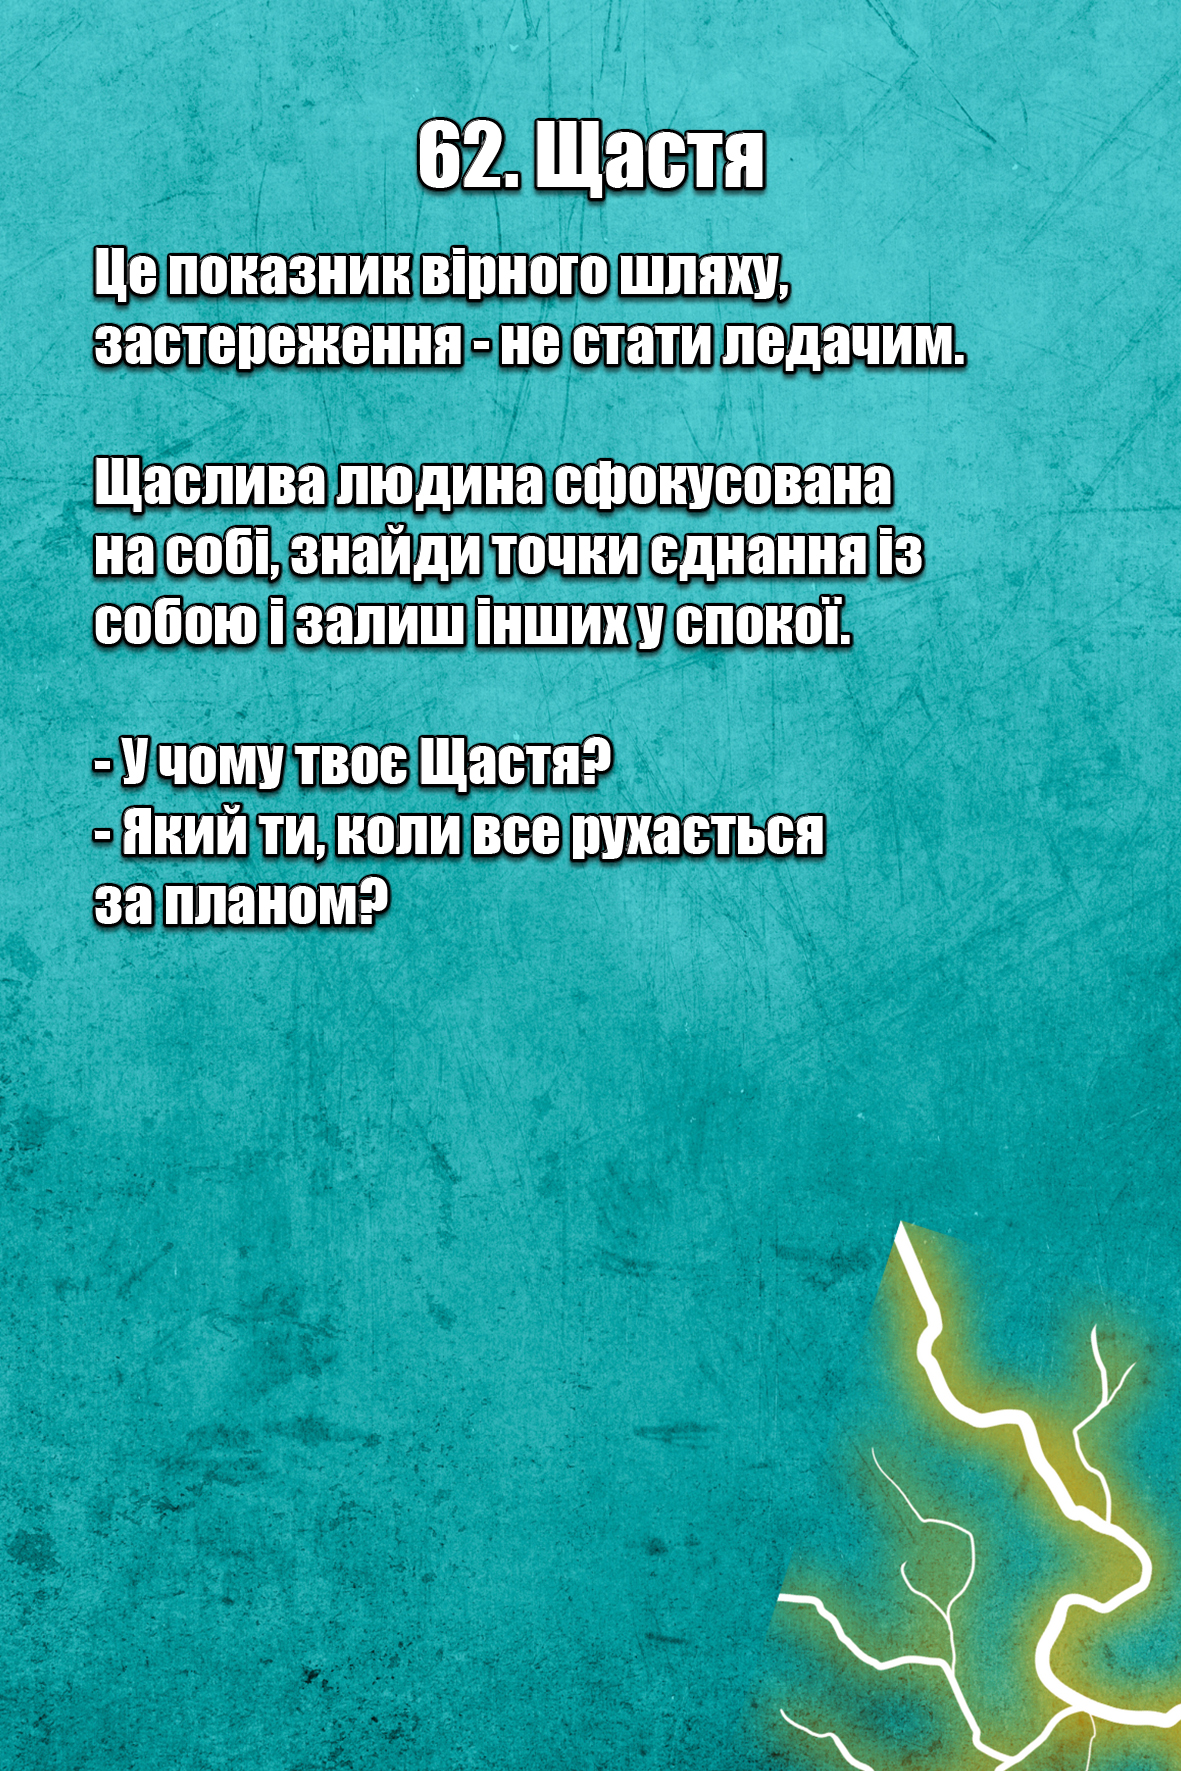 62. Щастя
Це показник вірного шляху,
застереження - не стати ледачим.
Щаслива людина сфокусована
на собі, знайди точки єднання із
собою і залиш інших у спокої.
- У чому твоє Щастя?
- Який ти, коли все рухається
за планом?